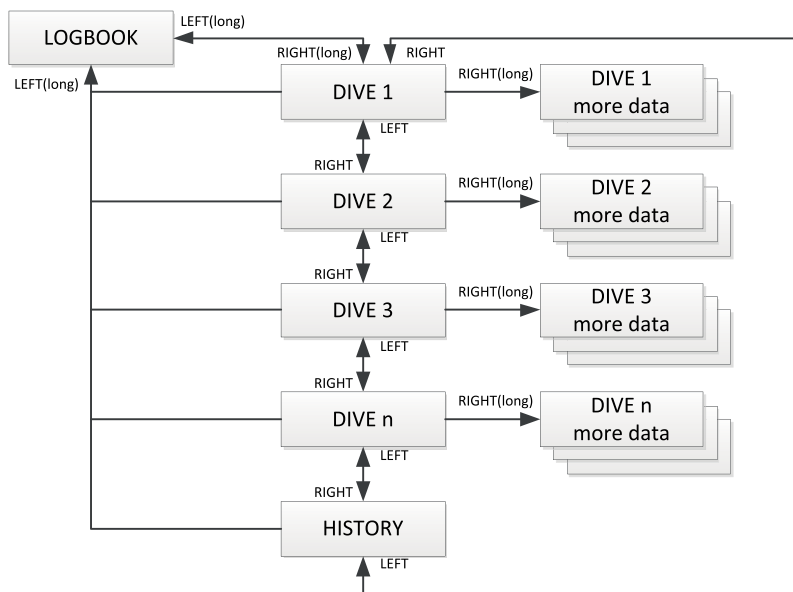 LOGBOOK
LEFT(long)
RIGHT(long)
RIGHT
LEFT(long)
DIVE 1
RIGHT(long)
DIVE 1
more data
LEFT
RIGHT
DIVE 2
RIGHT(long)
DIVE 2
more data
LEFT
RIGHT
DIVE 3
RIGHT(long)
DIVE 3
more data
LEFT
RIGHT
DIVE n
RIGHT(long)
DIVE n
more data
LEFT
RIGHT
HISTORY
LEFT